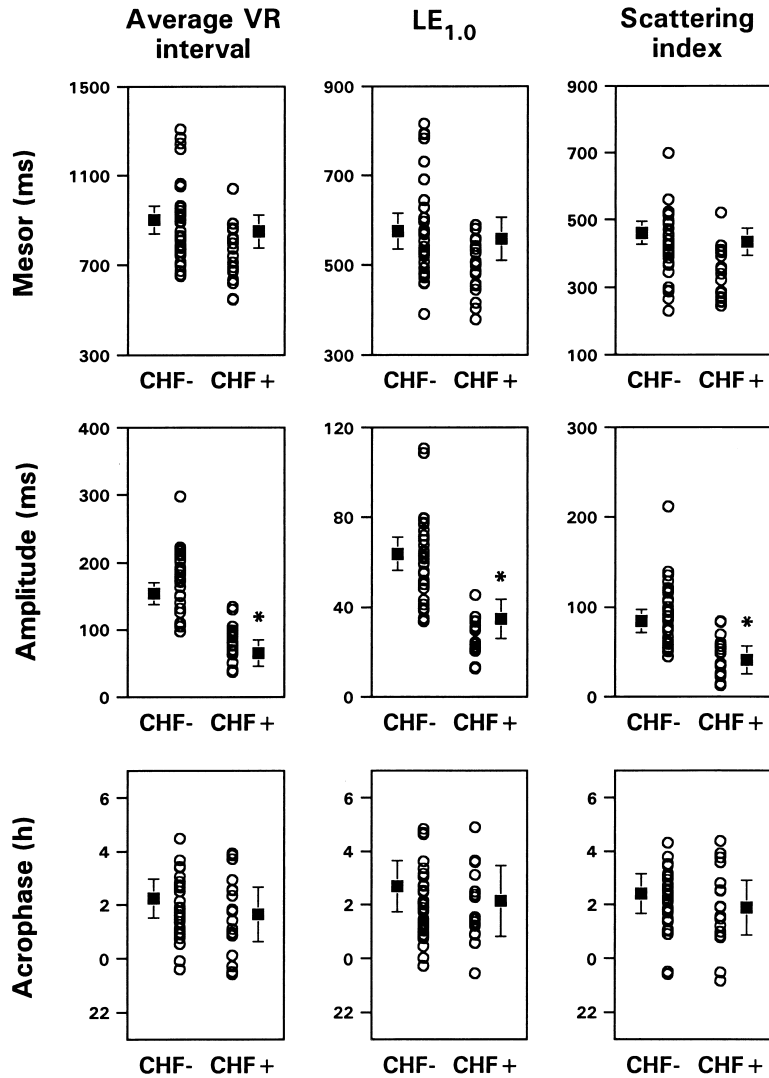 Average VR interval
LE1.0
Scattering index
Mesor (ms)
1500
1100
700
300
CHF- CHF+
900
700
500
300
CHF- CHF+
900
700
500
300
100
CHF- CHF+
Amplitude (ms)
400
300
200
100
0
*
CHF- CHF+
120
80
40
0
*
CHF- CHF+
300
200
100
0
*
CHF- CHF+
Acrophase (h)
6
4
2
0
22
CHF- CHF+
6
4
2
0
22
CHF- CHF+
6
4
2
0
22
CHF- CHF+